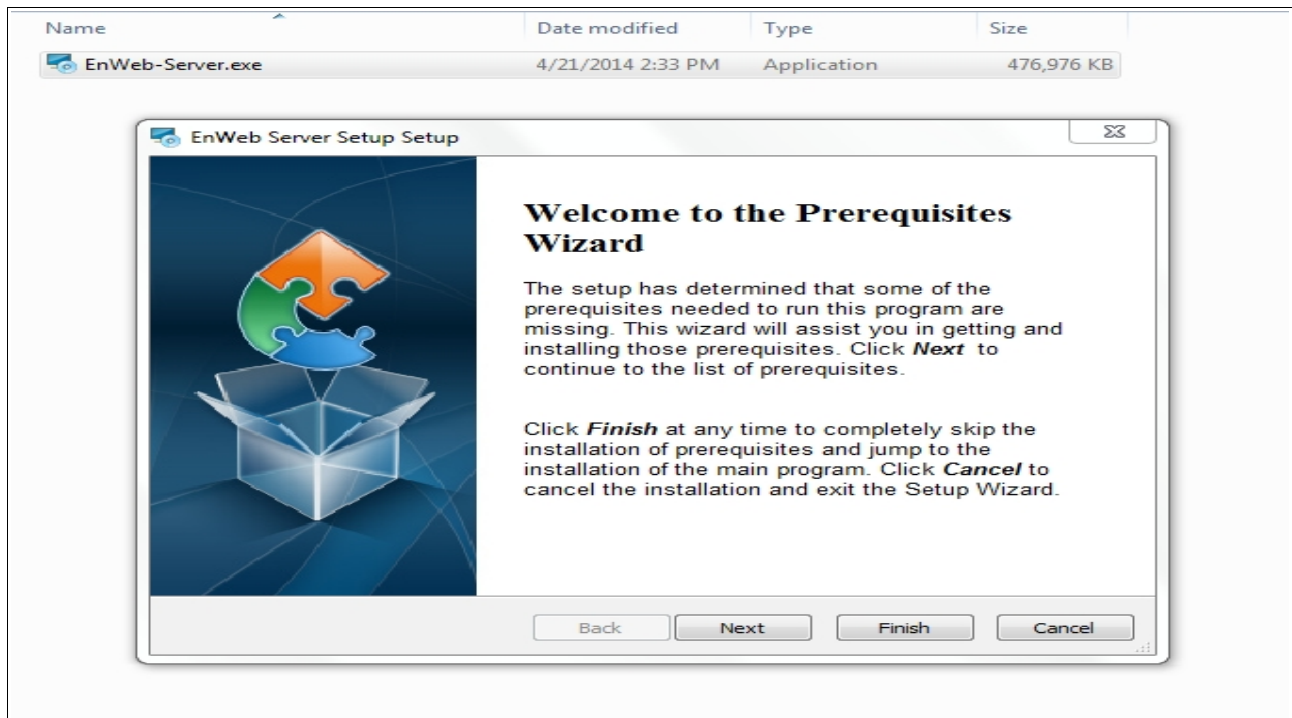 Name Date modified Type Size
EnWeb-Server.exe 4/21/2014 2:33 PM Application 476,976 KB
EnWeb Server Setup Setup
Welcome to the Prerequisites
Wizard
The setup has determined that some of the
prerequisites needed to run this program are
missing. This wizard will assist you in getting and
installing those prerequisites. Click Next to
continue to the list of prerequisites.
Click Finish at any time to completely skip the
installation of prerequisites and jump to the
installation of the main program. Click Cancel to
cancel the installation and exit the Setup Wizard.
Back Next Finish Cancel